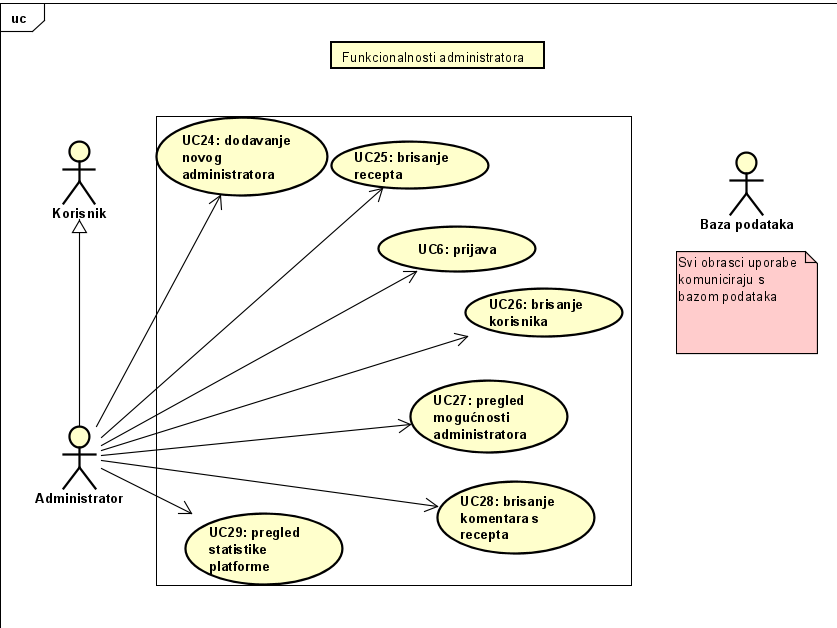 uc
Funkcionalnosti administratora
UC24: dodavanje
novog
administratora
UC25: brisanje
recepta
Korisnik
Baza podataka
UC6: prijava
Svi obrasci uporabe
komuniciraju s
bazom podataka
UC26: brisanje
korisnika
UC27: pregled
mogućnosti
administratora
Administrator
UC28: brisanje
komentara s
recepta
UC29: pregled
statistike
platforme